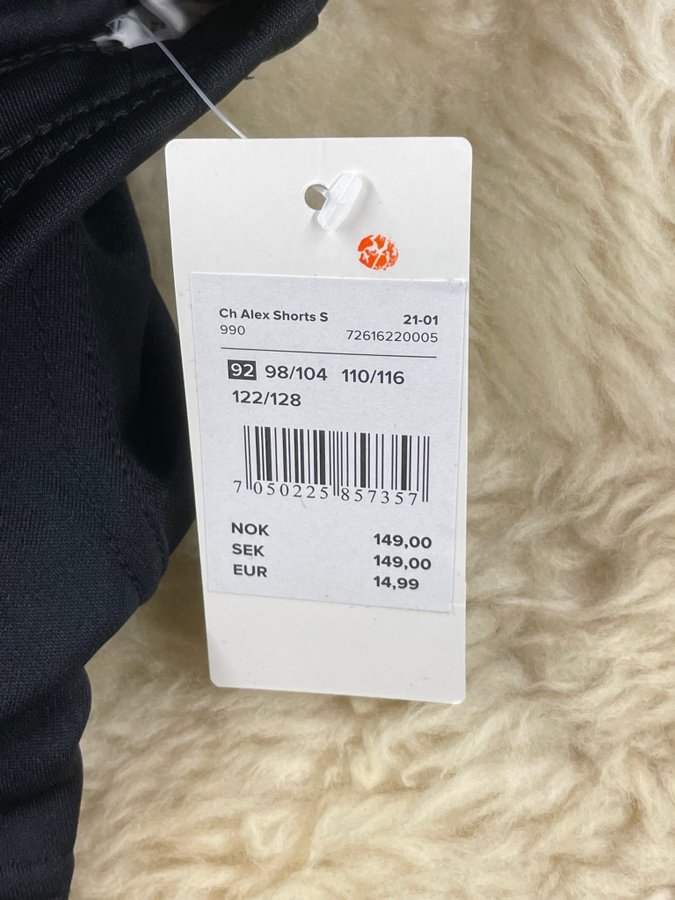 Ch Alex Shorts S 21-01
990 72616220005
92 98/104 110/116
122/128
7 050225 857357
NOK 149,00
SEK 149,00
EUR 14,99